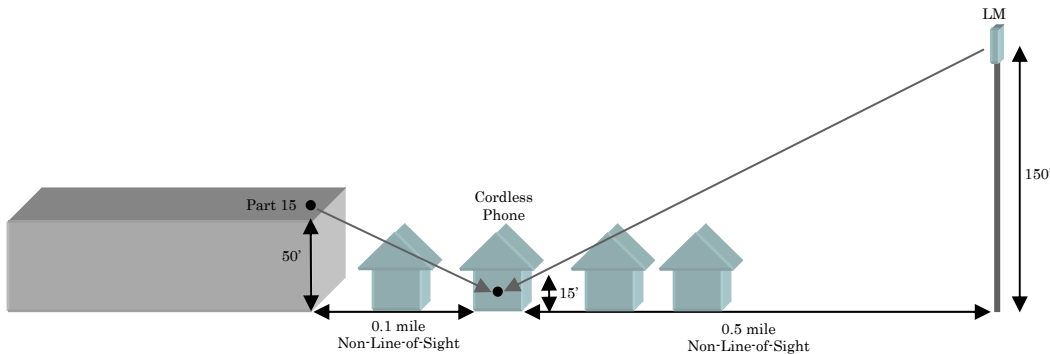 LM
150'
Cordless
Phone
Part 15
50'
15'
0.1 mile
Non-Line-of-Sight
0.5 mile
Non-Line-of-Sight